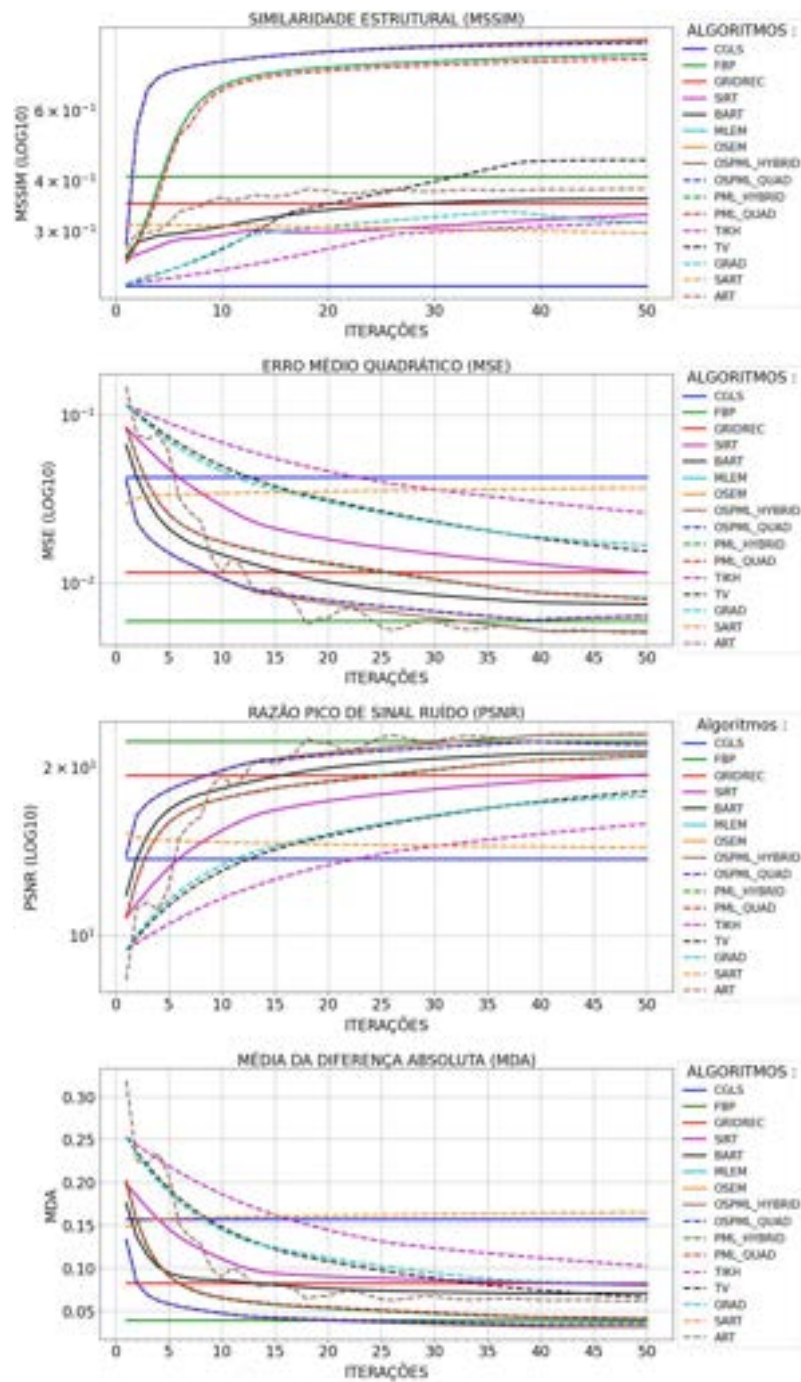 SIMILARIDADE ESTRUTURAL (MSSIM)
MSSIM (LOG10)
6 × 10⁻¹
4 × 10⁻¹
3 × 10⁻¹
0 5 10 15 20 25 30 35 40 45 50
ITERAÇÕES
ALGORITMOS :
CGLS
FBP
GRIDREC
SIRT
BART
MLEM
OSEM
OSPML_HYBRID
OSPML_QUAD
PML_HYBRID
PML_QUAD
TIKH
TV
GRAD
SART
ART
ERRO MÉDIO QUADRÁTICO (MSE)
MSE (LOG10)
10⁻¹
10⁻²
0 5 10 15 20 25 30 35 40 45 50
ITERAÇÕES
ALGORITMOS :
CGLS
FBP
GRIDREC
SIRT
BART
MLEM
OSEM
OSPML_HYBRID
OSPML_QUAD
PML_HYBRID
PML_QUAD
TIKH
TV
GRAD
SART
ART
RAZÃO PICO DE SINAL RUÍDO (PSNR)
PSNR (LOG10)
10¹
0 5 10 15 20 25 30 35 40 45 50
ITERAÇÕES
Algoritmos :
CGLS
FBP
GRIDREC
SIRT
BART
MLEM
OSEM
OSPML_HYBRID
OSPML_QUAD
PML_HYBRID
PML_QUAD
TIKH
TV
GRAD
SART
ART
MÉDIA DA DIFERENÇA ABSOLUTA (MDA)
MDA
0.30
0.25
0.20
0.15
0.10
0.05
0 5 10 15 20 25 30 35 40 45 50
ITERAÇÕES
ALGORITMOS :
CGLS
FBP
GRIDREC
SIRT
BART
MLEM
OSEM
OSPML_HYBRID
OSPML_QUAD
PML_HYBRID
PML_QUAD
TIKH
TV
GRAD
SART
ART